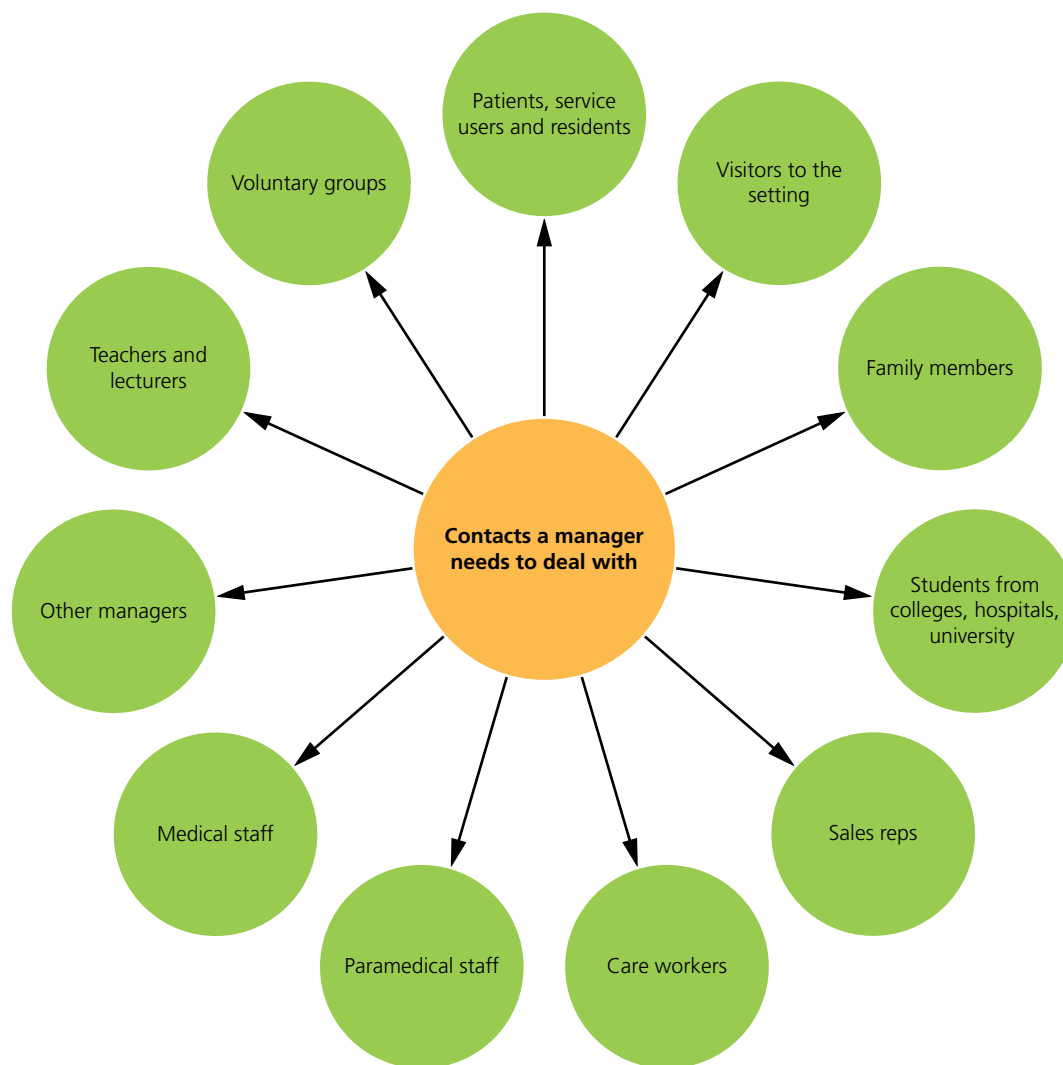 Patients, service
users and residents
Visitors to the
setting
Family members
Students from
colleges, hospitals,
university
Sales reps
Care workers
Paramedical staff
Medical staff
Other managers
Teachers and
lecturers
Voluntary groups
Contacts a manager
needs to deal with